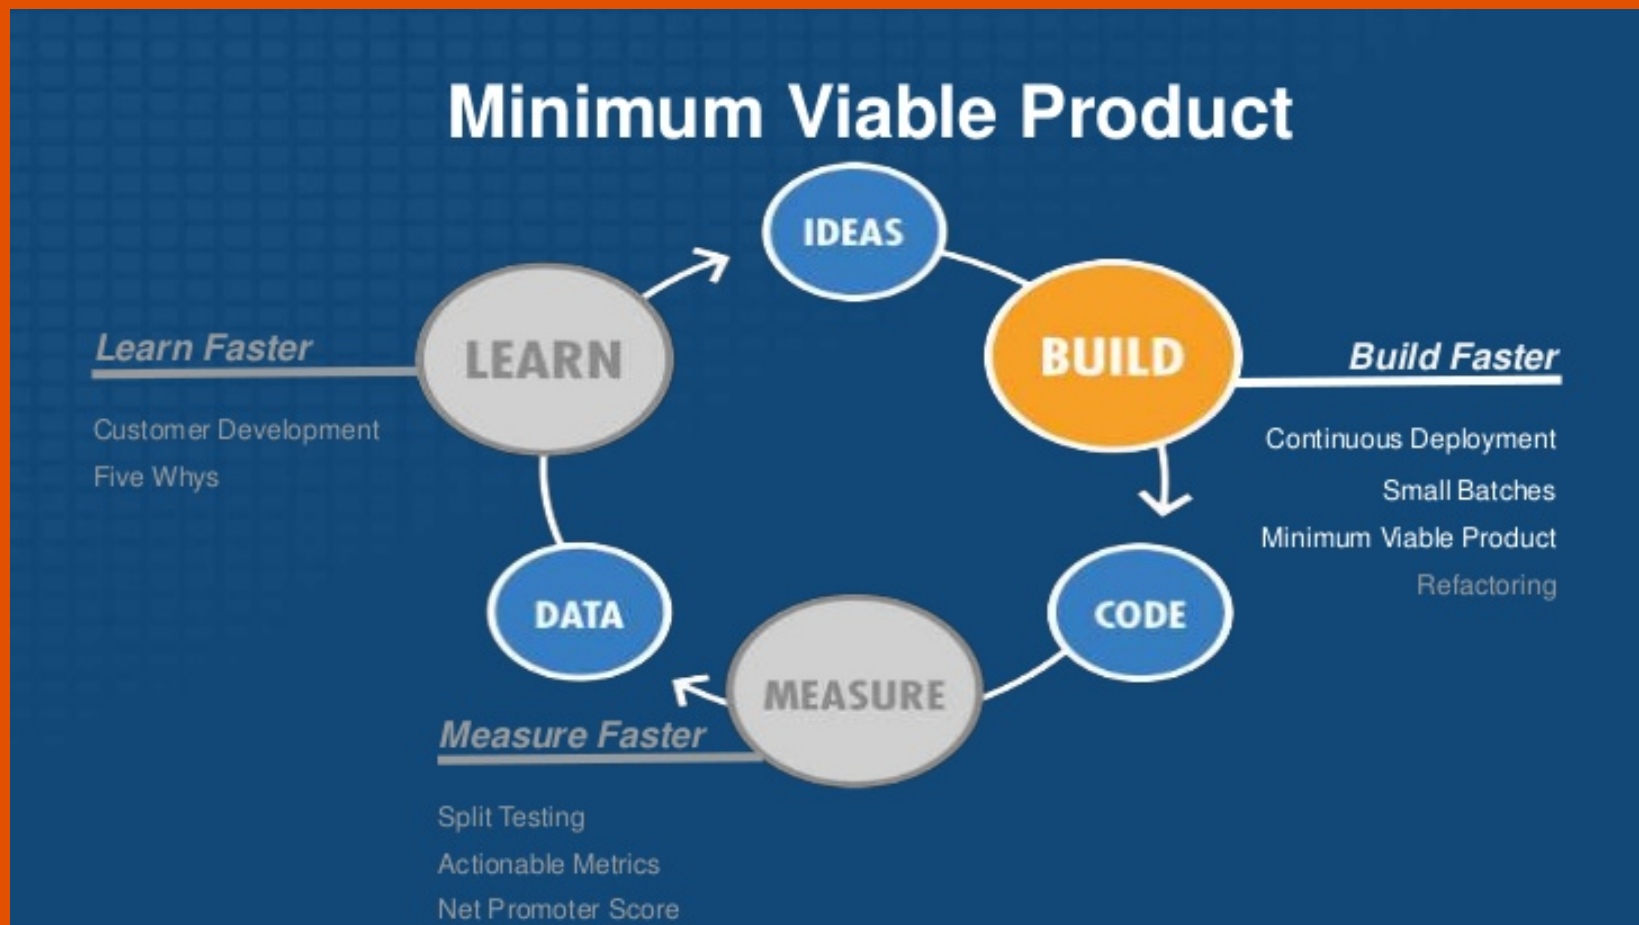 Minimum Viable Product
IDEAS
LEARN
BUILD
Learn Faster
Customer Development
Five Whys
Build Faster
Continuous Deployment
Small Batches
Minimum Viable Product
Refactoring
DATA
CODE
MEASURE
Measure Faster
Split Testing
Actionable Metrics
Net Promoter Score